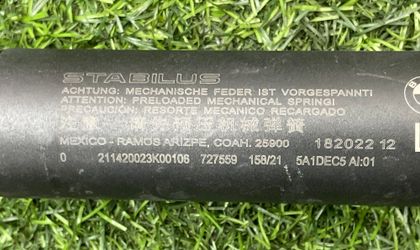 STABILUS
ACHTUNG: MECHANISCHE FEDER IST VORGESPANNT!
ATTENTION: PRELOADED MECHANICAL SPRING!
PRECAUCIÓN: RESORTE MECANICO RECARGADO
MEXICO - RAMOS ARIZPE, COAH. 25900 182022 12
0 211420023K00106 727559 158/21 5A1DEC5 AI:01
B